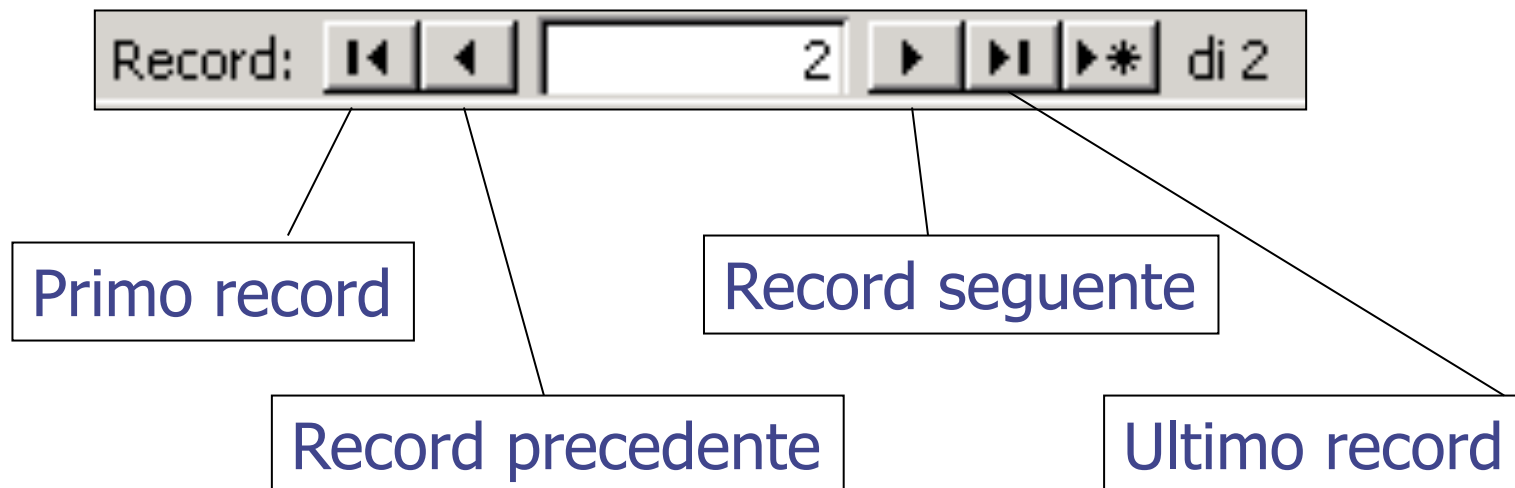 Record: 2 di 2
Primo record
Record seguente
Record precedente
Ultimo record